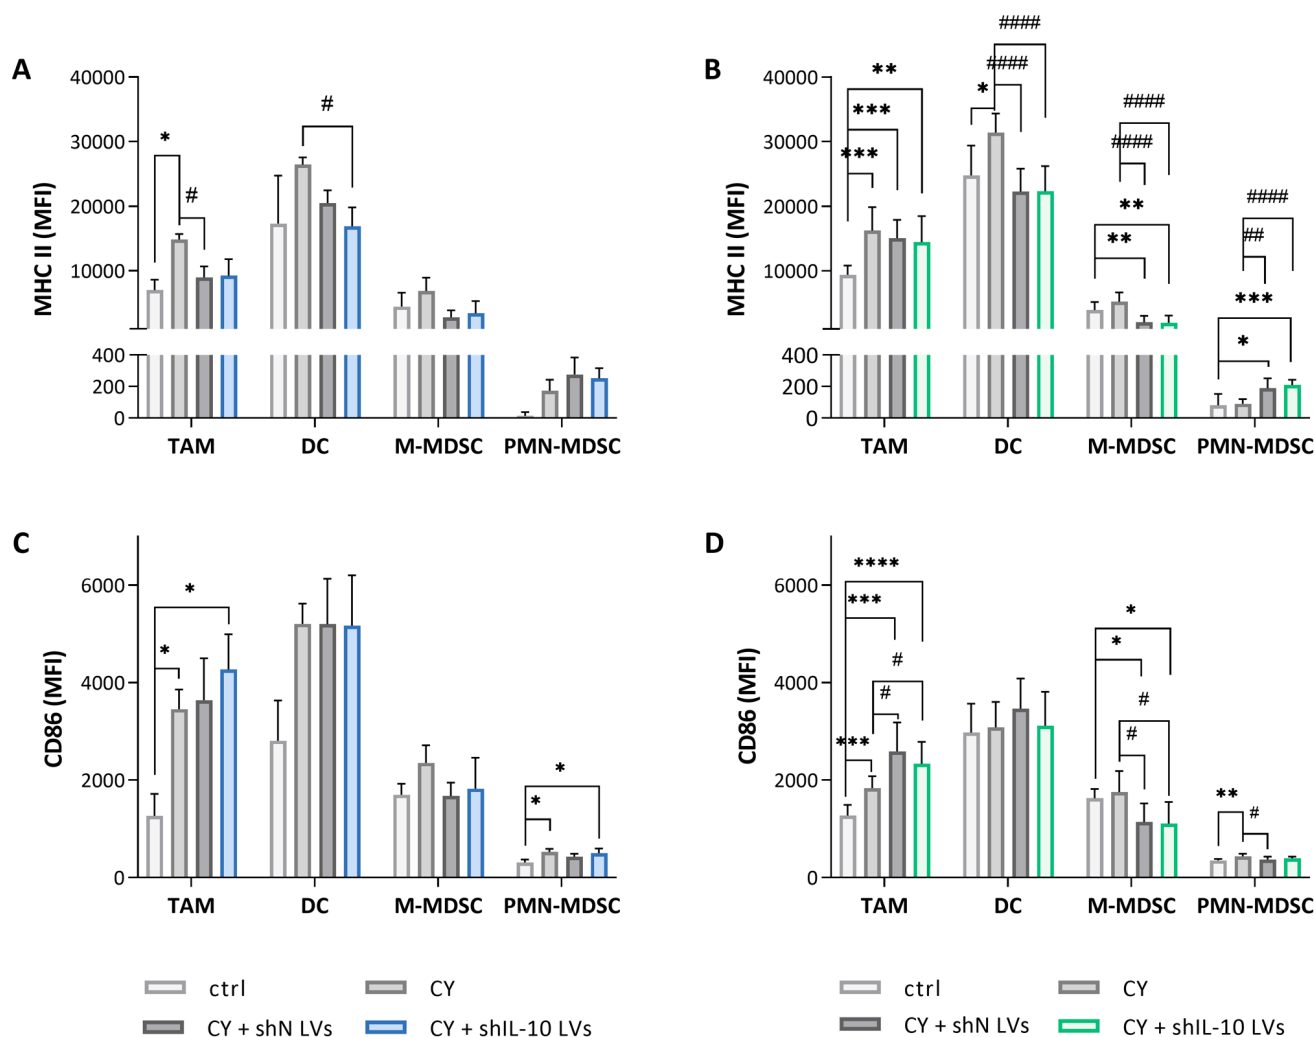 A
MHC II (MFI)
40000
30000
20000
10000
400
200
0
*
#
#
TAM
DC
M-MDSC
PMN-MDSC
B
MHC II (MFI)
40000
30000
20000
10000
400
200
0
**
***
***
####
####
*
####
####
**
**
####
##
***
*
TAM
DC
M-MDSC
PMN-MDSC
C
CD86 (MFI)
6000
4000
2000
0
*
*
*
*
TAM
DC
M-MDSC
PMN-MDSC
D
CD86 (MFI)
6000
4000
2000
0
****
***
#
#
***
*
*
#
#
**
#
TAM
DC
M-MDSC
PMN-MDSC
ctrl
CY
CY + shN LVs
CY + shIL-10 LVs
ctrl
CY
CY + shN LVs
CY + shIL-10 LVs